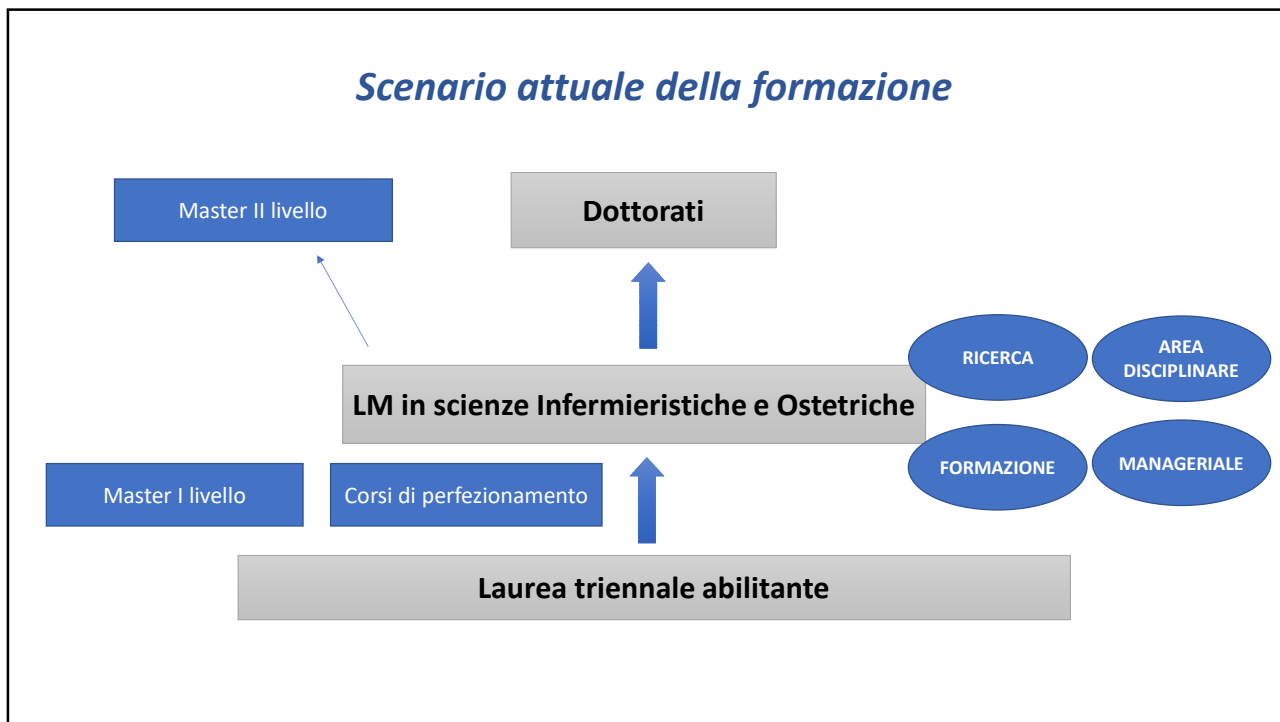 Scenario attuale della formazione
Master II livello
Dottorati
RICERCA
AREA
DISCIPLINARE
LM in scienze Infermieristiche e Ostetriche
FORMAZIONE
MANAGERIALE
Master I livello
Corsi di perfezionamento
Laurea triennale abilitante